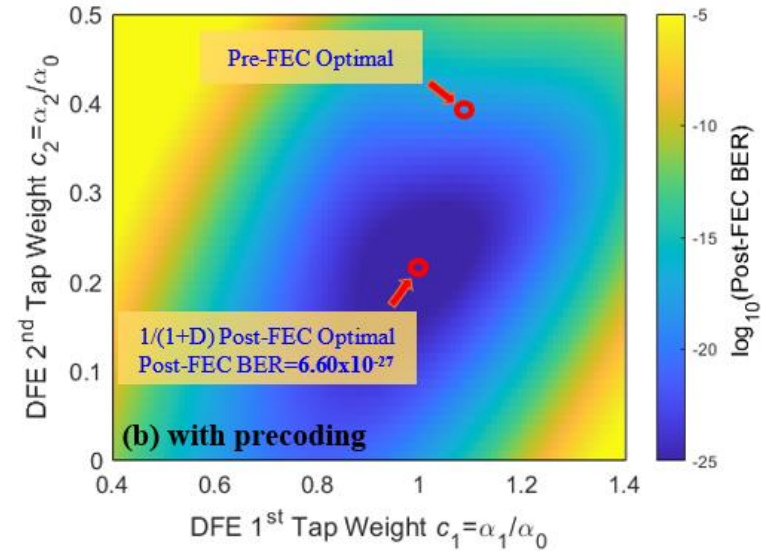 0.5
0.4
0.3
0.2
0.1
0
DFE 2nd Tap Weight c2=α2/α0
Pre-FEC Optimal
1/(1+D) Post-FEC Optimal
Post-FEC BER=6.60x10-27
(b) with precoding
0.4
0.6
0.8
1
1.2
1.4
DFE 1st Tap Weight c1=α1/α0
-5
-10
-15
-20
-25
log10(Post-FEC BER)